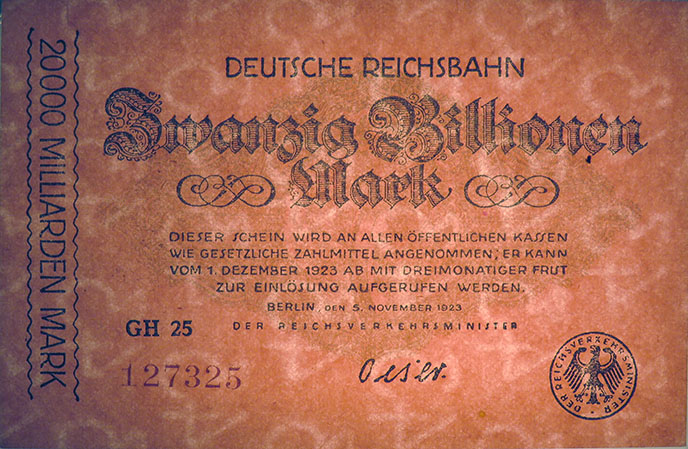 20000 MILLIARDEN MARK
DEUTSCHE REICHSBAHN
Zwanzig Billionen
Mark
DIESER SCHEIN WIRD AN ALLEN ÖFFENTLICHEN KASSEN
WIE GESETZLICHE ZAHLMITTEL ANGENOMMEN; ER KANN
VOM 1. DEZEMBER 1923 AB MIT DREIMONATIGER FRIST
ZUR EINLÖSUNG AUFGERUFEN WERDEN.
BERLIN, DEN 5. NOVEMBER 1923
DER REICHSVERKEHRSMINISTER
GH 25
127325
Oeser.
DER REICHSVERKEHRSMINISTER